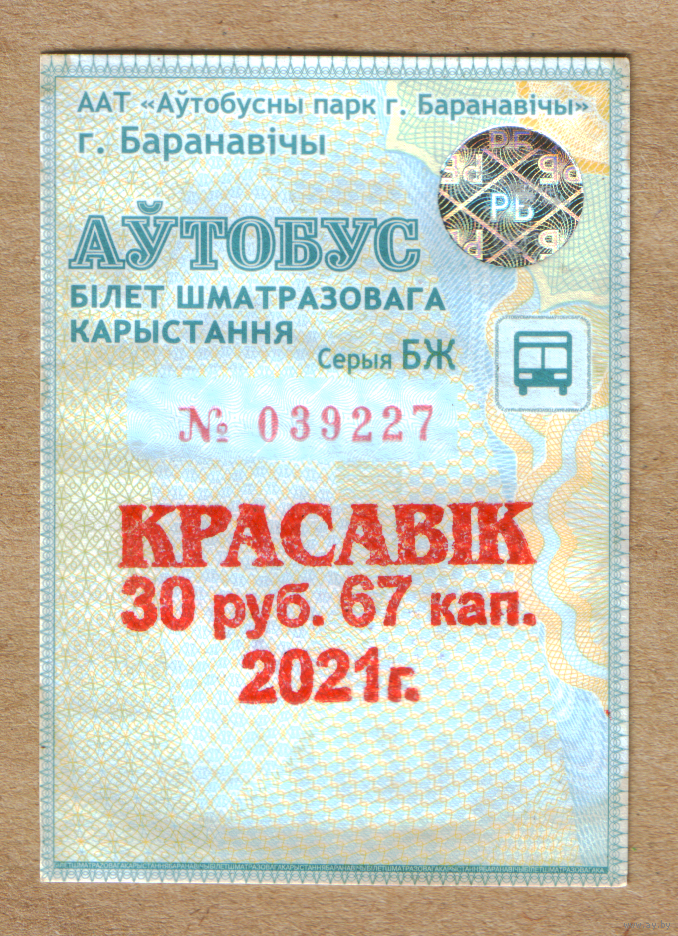 ААТ «Аўтобусны парк г. Баранавічы»
г. Баранавічы
РБ
АЎТОБУС
БІЛЕТ ШМАТРАЗОВАГА
КАРЫСТАННЯ
Серыя БЖ
№ 039227
КРАСАВІК
30 руб. 67 кап.
2021г.